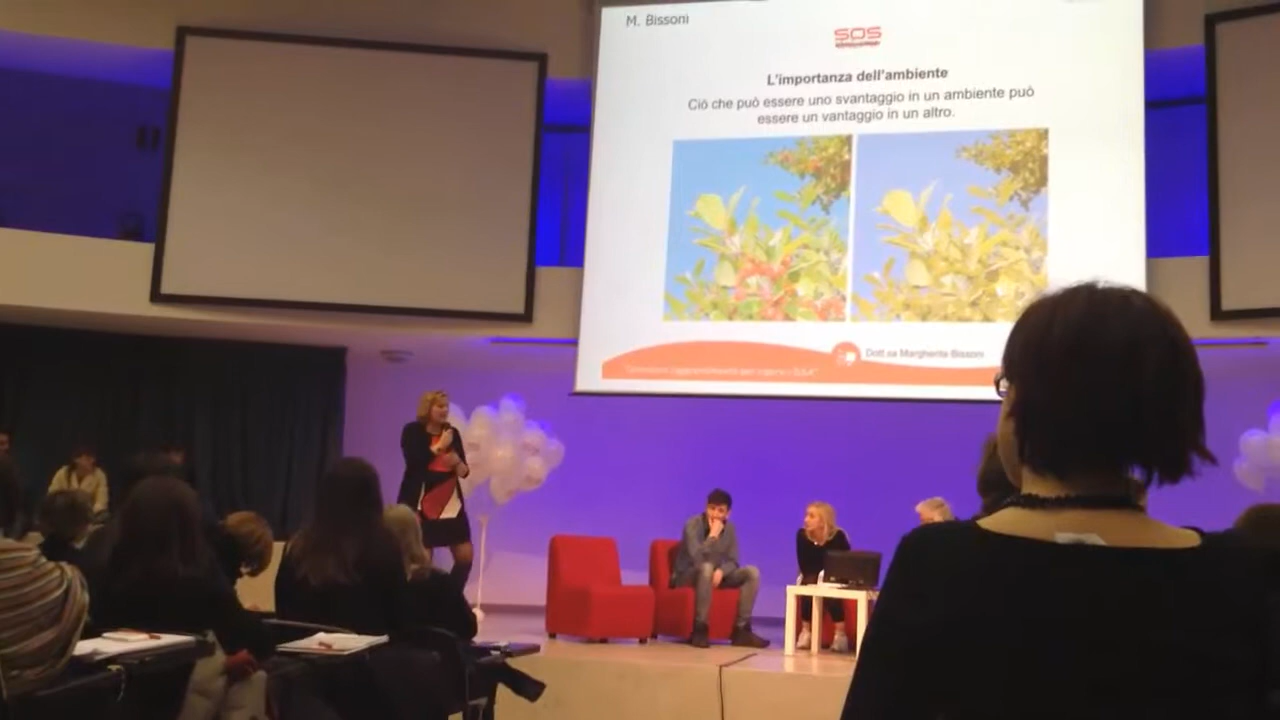 M. Bissoni
SOS
L'importanza dell'ambiente
Ciò che può essere uno svantaggio in un ambiente può
essere un vantaggio in un altro.
Dott.sa Margherita Bissoni